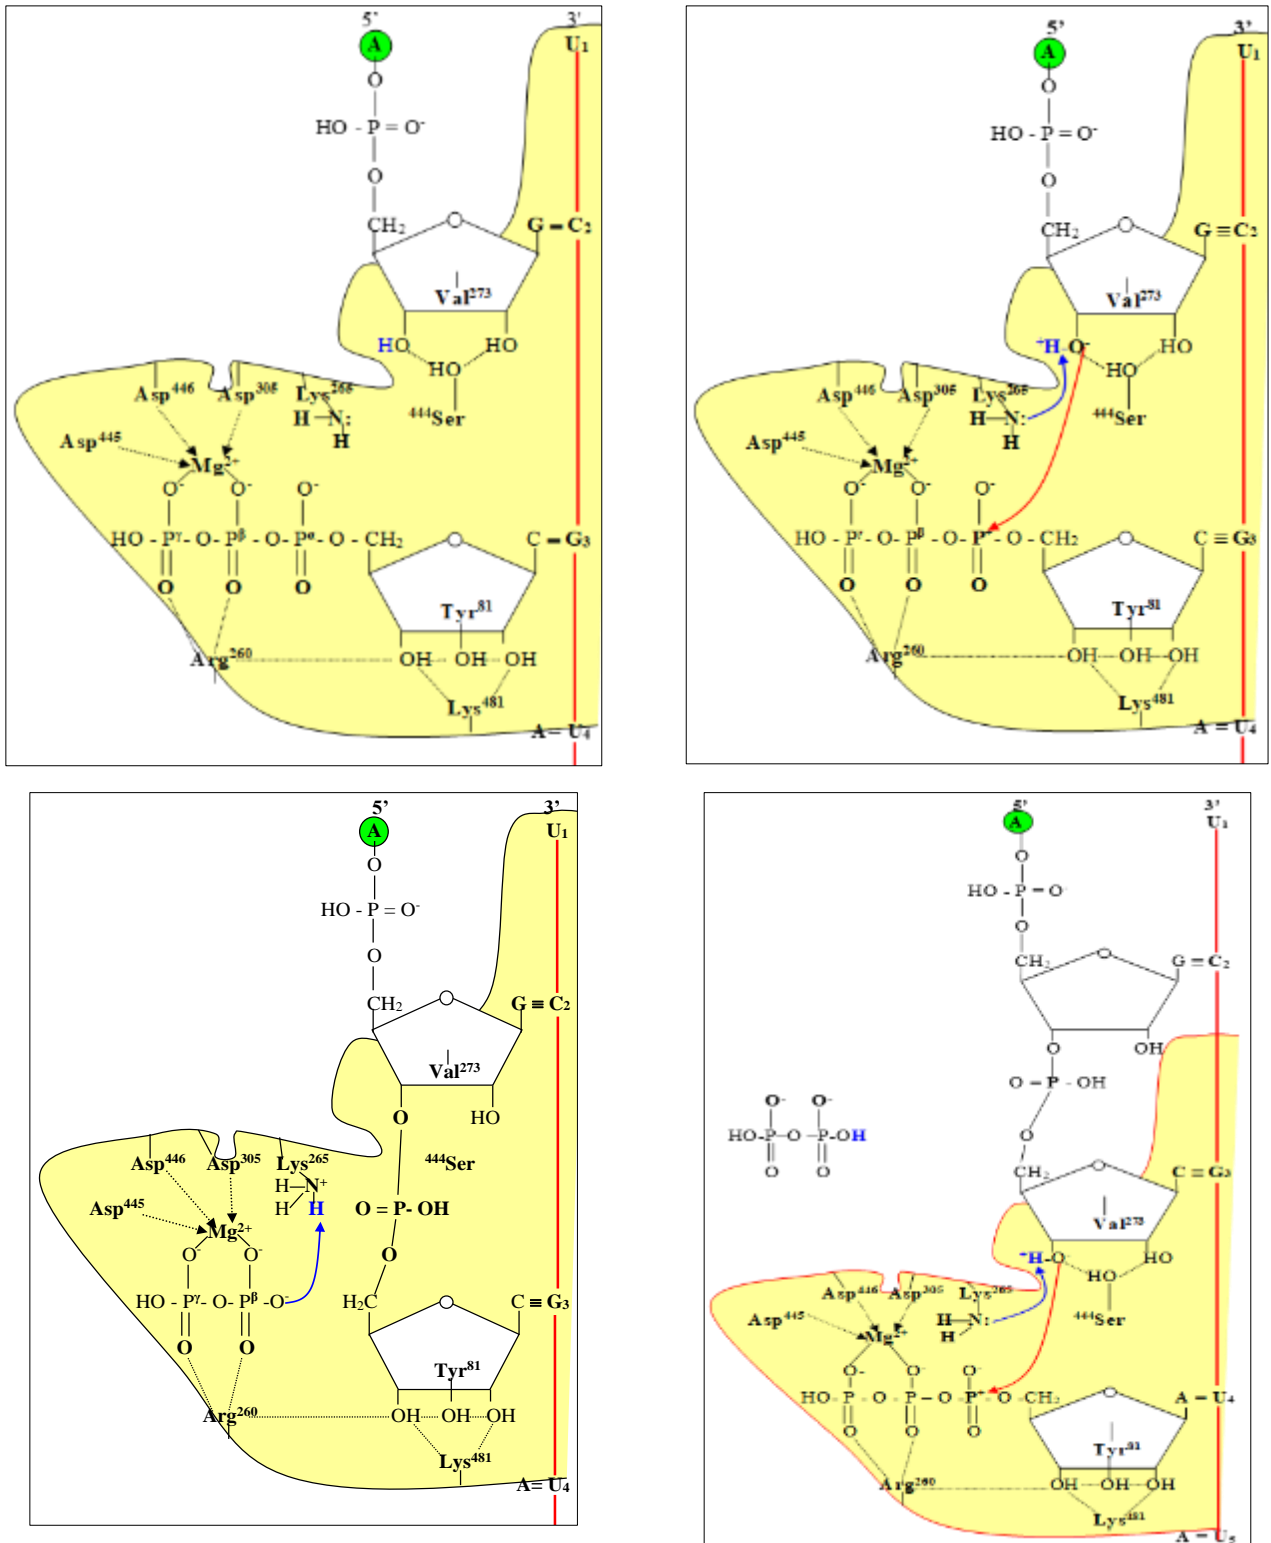 5’ 3’
A U₁
O
HO - P = O⁻
O
CH₂ O G = C₂
Val²⁷³
HO HO HO
Asp⁴⁴⁶ Asp³⁰⁵ Lys²⁶⁵ ⁴⁴⁴Ser
H – N:
H
Asp⁴⁴⁵
Mg²⁺
O⁻ O⁻ O⁻
HO - Pᵞ - O - Pᵝ - O - Pᵅ - O - CH₂ O C = G₃
O O O
Tyr⁸¹
Arg²⁶⁰ OH OH OH
Lys⁴⁸¹
A = U₄
5’ 3’
A U₁
O
HO - P = O⁻
O
CH₂ O G ≡ C₂
Val²⁷³
⁺H O⁻ HO HO
Asp⁴⁴⁶ Asp³⁰⁵ Lys²⁶⁵ ⁴⁴⁴Ser
H – N:
H
Asp⁴⁴⁵
Mg²⁺
O⁻ O⁻ O⁻
HO - Pᵞ - O - Pᵝ - O - P⁺ - O - CH₂ O C ≡ G₃
O O O
Tyr⁸¹
Arg²⁶⁰ OH OH OH
Lys⁴⁸¹
A = U₄
5’ 3’
A U₁
O
HO - P = O⁻
O
CH₂ O G ≡ C₂
Val²⁷³
O HO
Asp⁴⁴⁶ Asp³⁰⁵ Lys²⁶⁵ ⁴⁴⁴Ser
H – N⁺
H H
Asp⁴⁴⁵ O = P - OH
Mg²⁺
O⁻ O⁻ O
HO - Pᵞ - O - Pᵝ - O⁻ H₂C O C ≡ G₃
O O
Tyr⁸¹
Arg²⁶⁰ OH OH OH
Lys⁴⁸¹
A = U₄
5’ 3’
A U₁
O
HO - P = O⁻
O
CH₂ O G = C₂
O OH
O = P - OH
O⁻ O⁻
HO - P - O - P - OH
O O
O
CH₂ O C = G₃
Val²⁷³
⁺H - O⁻ HO HO
Asp⁴⁴⁶ Asp³⁰⁵ Lys²⁶⁵ ⁴⁴⁴Ser
H – N:
H
Asp⁴⁴⁵
Mg²⁺
O⁻ O⁻ O⁻
HO - P - O - P - O - P⁺ - O - CH₂ O A = U₄
O O O
Tyr⁸¹
Arg²⁶⁰ OH OH OH
Lys⁴⁸¹
A = U₅